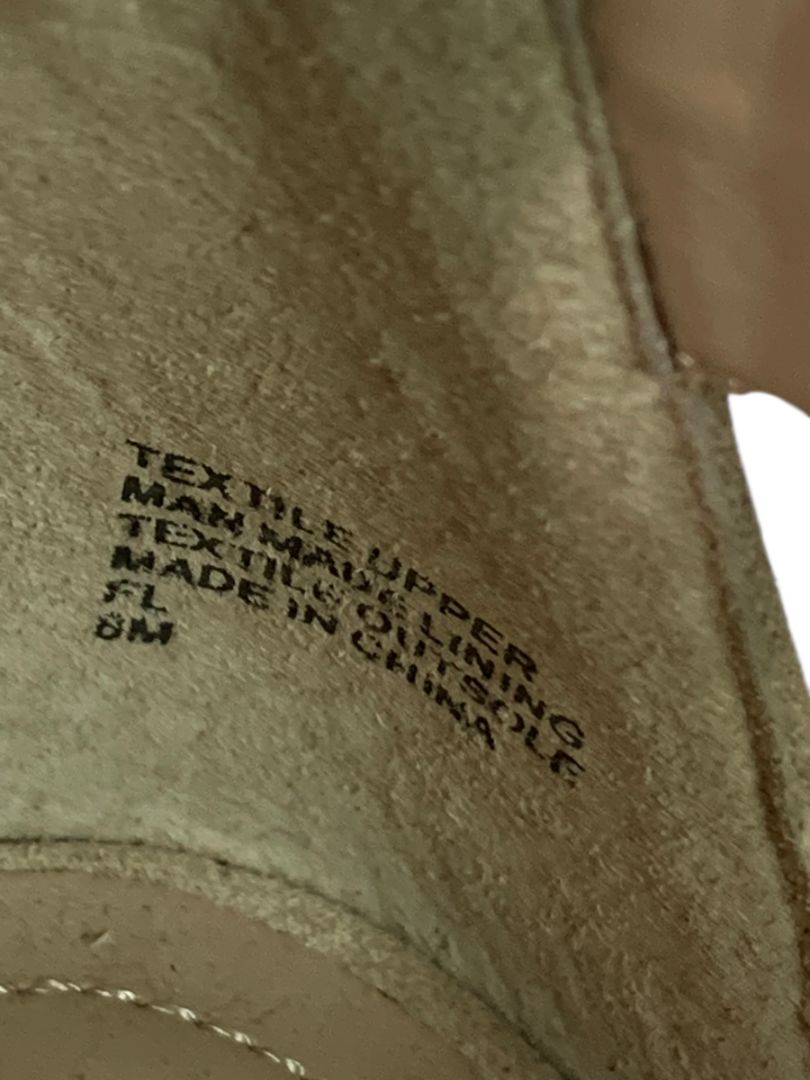 TEXTILE UPPER
MAN MADE LINING
TEXTILE OUTSOLE
MADE IN CHINA
FL
8M